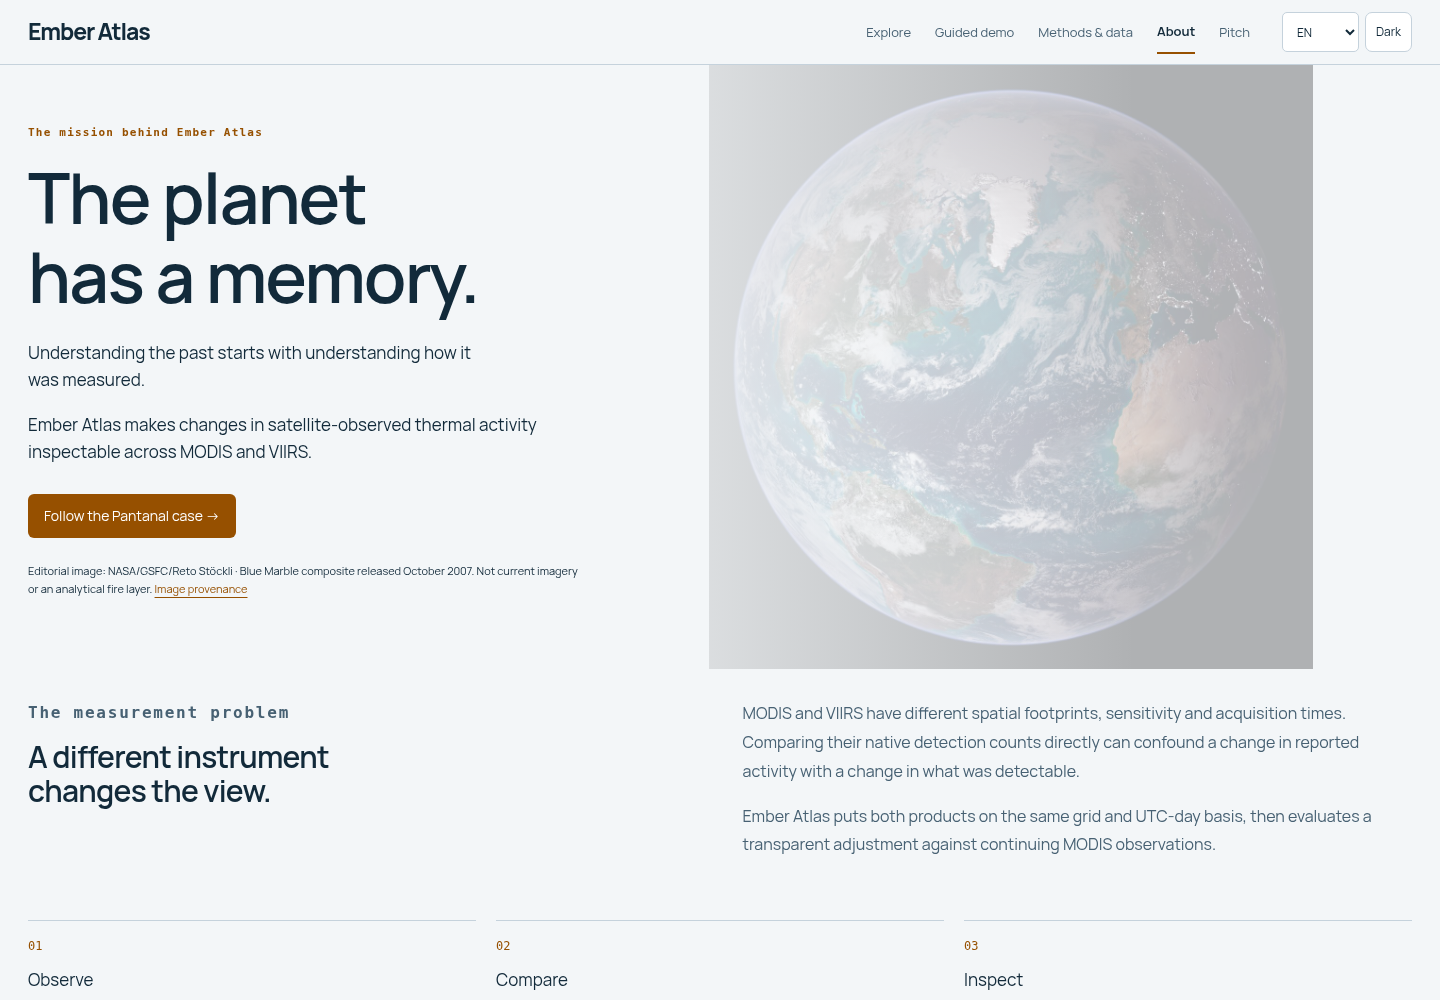 Ember Atlas
Explore
Guided demo
Methods & data
About
Pitch
EN
Dark
The mission behind Ember Atlas
The planet
has a memory.
Understanding the past starts with understanding how it
was measured.
Ember Atlas makes changes in satellite-observed thermal activity
inspectable across MODIS and VIIRS.
Follow the Pantanal case →
Editorial image: NASA/GSFC/Reto Stöckli · Blue Marble composite released October 2007. Not current imagery
or an analytical fire layer. Image provenance
The measurement problem
A different instrument
changes the view.
MODIS and VIIRS have different spatial footprints, sensitivity and acquisition times.
Comparing their native detection counts directly can confound a change in reported
activity with a change in what was detectable.
Ember Atlas puts both products on the same grid and UTC-day basis, then evaluates a
transparent adjustment against continuing MODIS observations.
01
Observe
02
Compare
03
Inspect